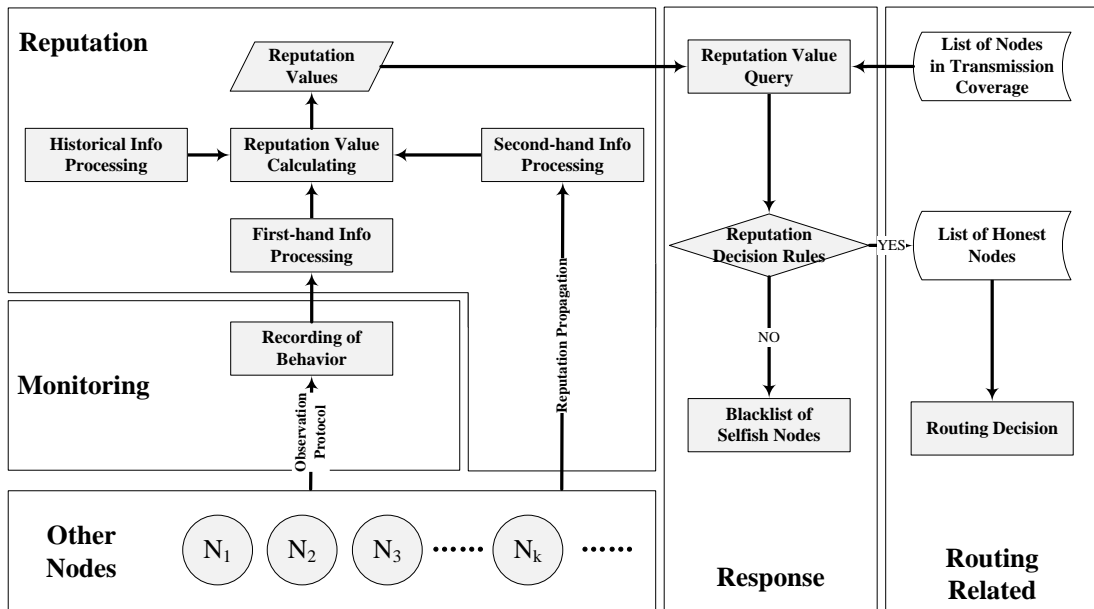 Reputation
Reputation
Values
Historical Info
Processing
Reputation Value
Calculating
Second-hand Info
Processing
First-hand Info
Processing
Monitoring
Recording of
Behavior
Observation
Protocol
Reputation Propagation
Other
Nodes
N1
N2
N3
······
Nk
······
Reputation Value
Query
Reputation
Decision Rules
YES
NO
Blacklist of
Selfish Nodes
Response
List of Nodes
in Transmission
Coverage
List of Honest
Nodes
Routing Decision
Routing
Related